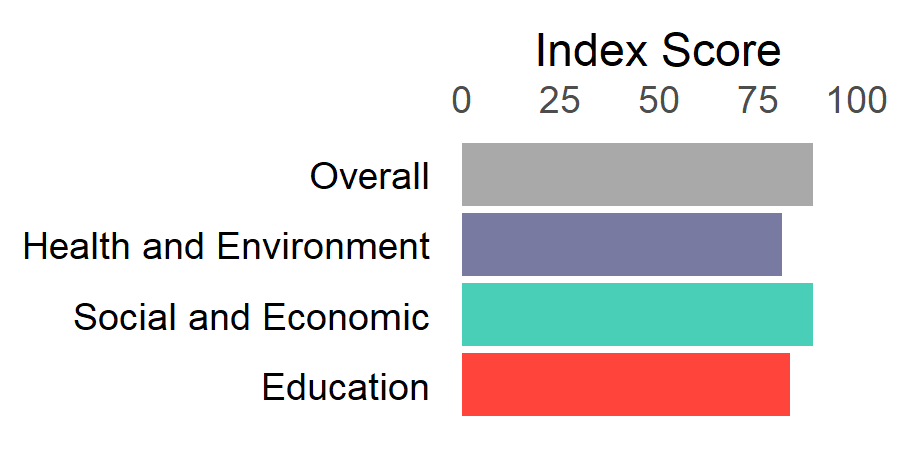 Index Score
0 25 50 75 100
Overall
Health and Environment
Social and Economic
Education